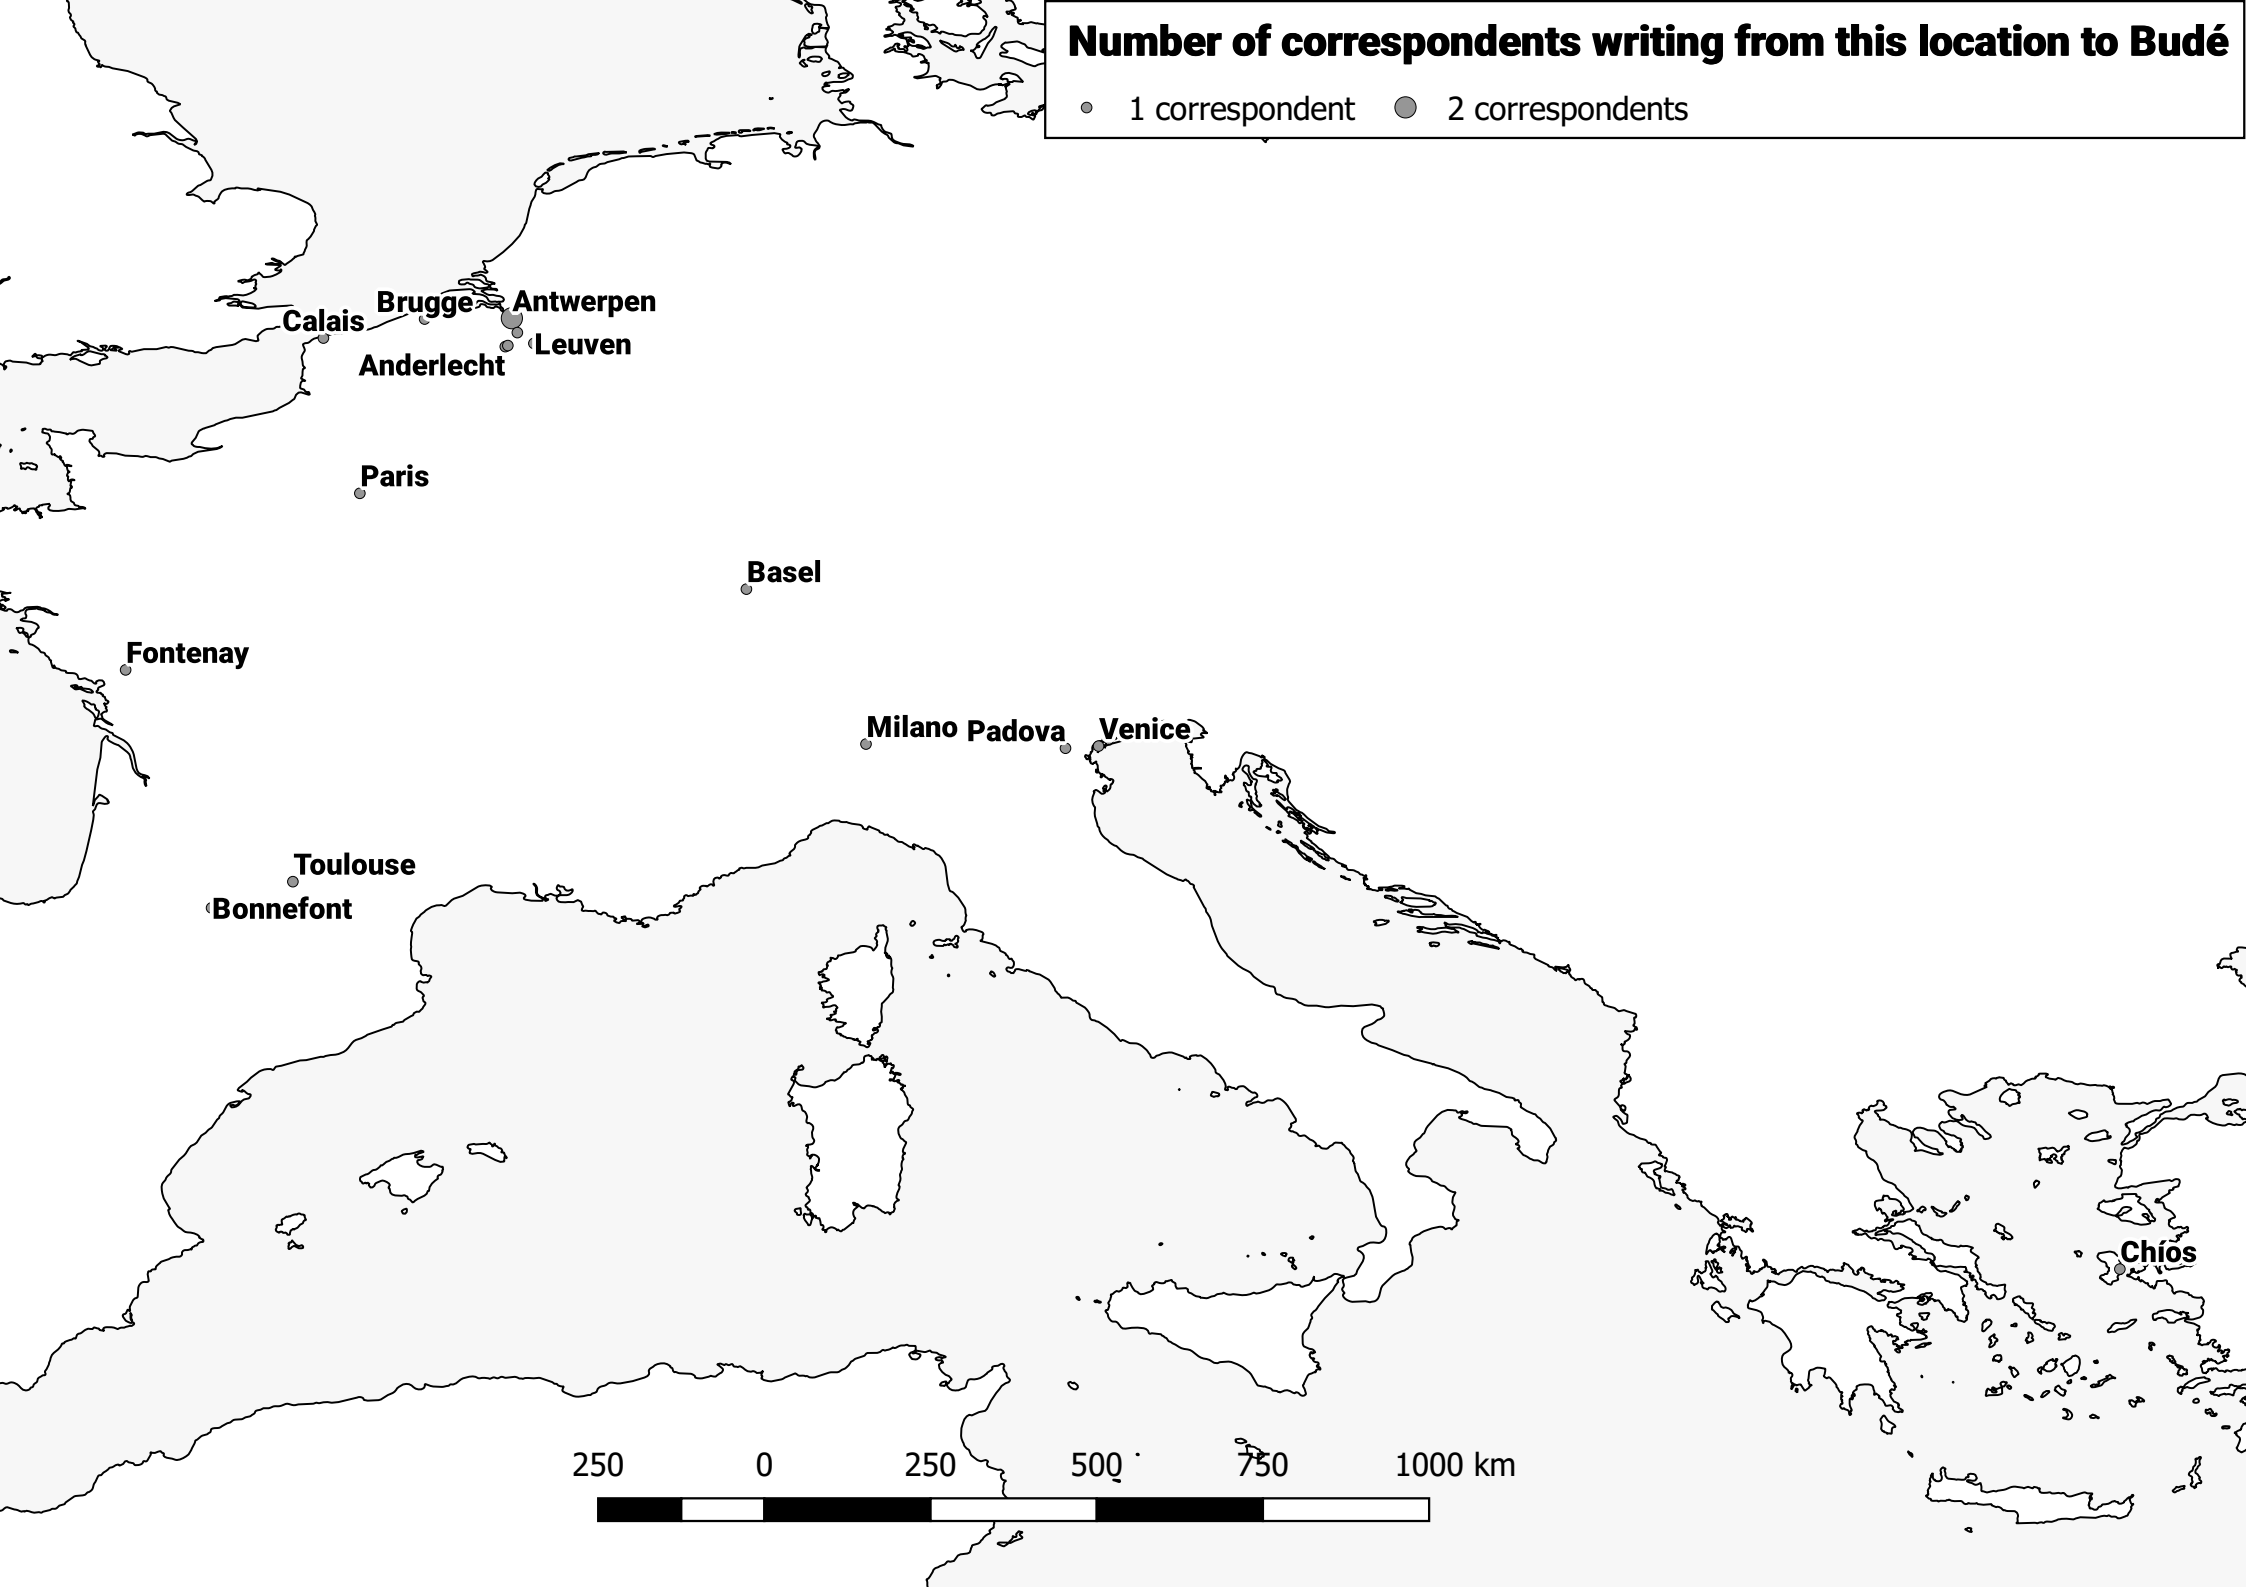 Number of correspondents writing from this location to Budé
1 correspondent 2 correspondents
Brugge Antwerpen
Calais
Leuven
Anderlecht
Paris
Basel
Fontenay
Milano Padova Venice
Toulouse
Bonnefont
Chíos
250 0 250 500 750 1000 km